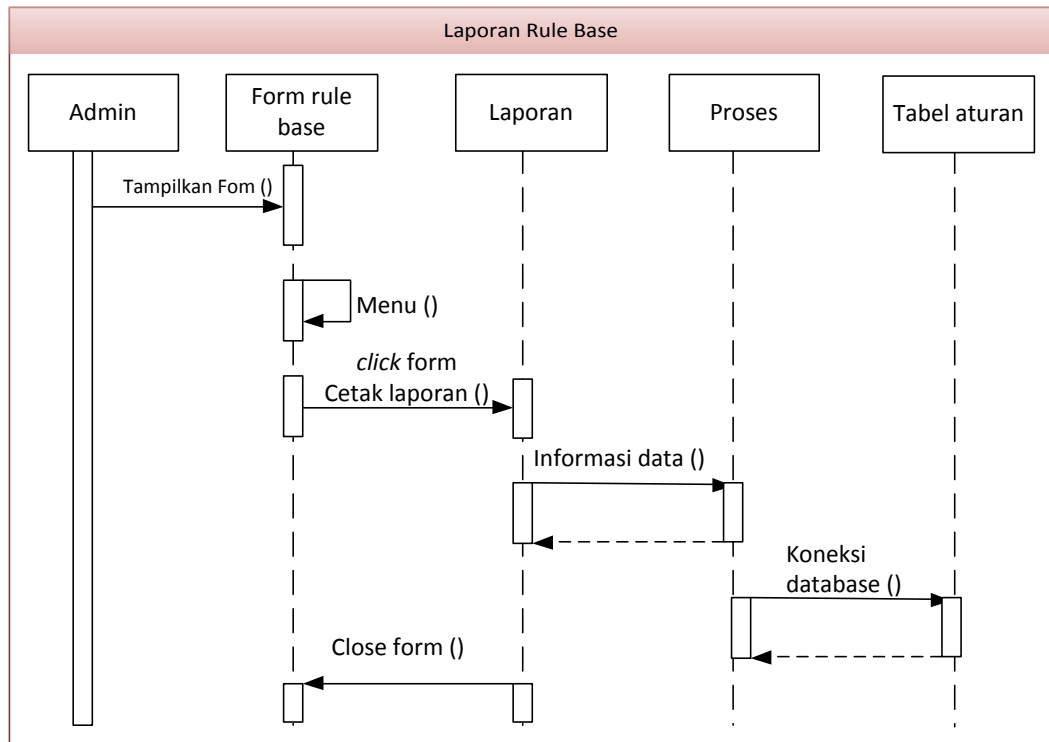 Laporan Rule Base
Admin
Form rule
base
Laporan
Proses
Tabel aturan
Tampilkan Fom ()
Menu ()
click form
Cetak laporan ()
Informasi data ()
Koneksi
database ()
Close form ()